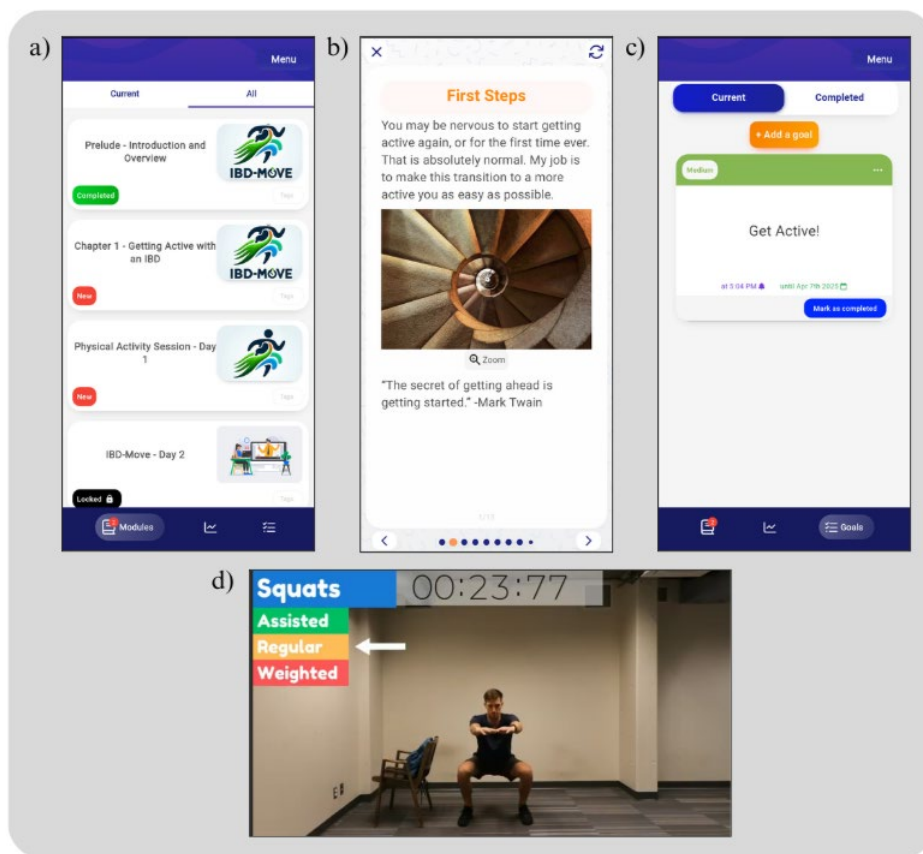 a)
Menu
Current All
Prelude - Introduction and
Overview
IBD-MOVE
Completed
Tags
Chapter 1 - Getting Active with
an IBD
IBD-MOVE
New
Tags
Physical Activity Session - Day
1
New
Tags
IBD-Move - Day 2
Locked
Tags
Modules
b)
First Steps
You may be nervous to start getting
active again, or for the first time ever.
That is absolutely normal. My job is
to make this transition to a more
active you as easy as possible.
Zoom
“The secret of getting ahead is
getting started.” -Mark Twain
c)
Menu
Current Completed
+ Add a goal
Medium
Get Active!
at 5:04 PM until Apr 7th 2025
Mark as completed
Goals
d)
Squats 00:23:77
Assisted
Regular
Weighted